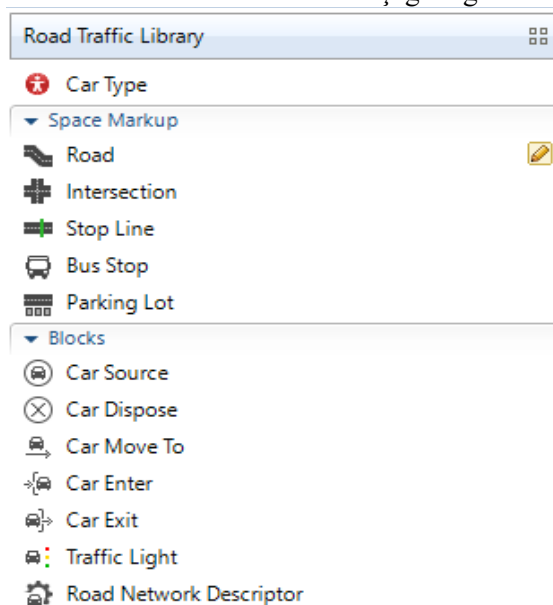 Road Traffic Library
Car Type
Space Markup
Road
Intersection
Stop Line
Bus Stop
Parking Lot
Blocks
Car Source
Car Dispose
Car Move To
Car Enter
Car Exit
Traffic Light
Road Network Descriptor